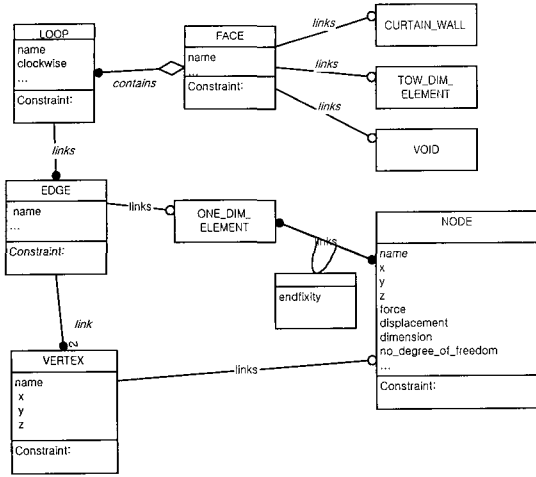 LOOP
name
clockwise
...
Constraint:
contains
FACE
name
...
Constraint:
links
CURTAIN_WALL
links
TOW_DIM_
ELEMENT
links
VOID
links
EDGE
name
...
Constraint:
links
ONE_DIM_
ELEMENT
links
endfixity
NODE
name
x
y
z
force
displacement
dimension
no_degree_of_freedom
...
Constraint:
link
2
VERTEX
name
x
y
z
Constraint:
links